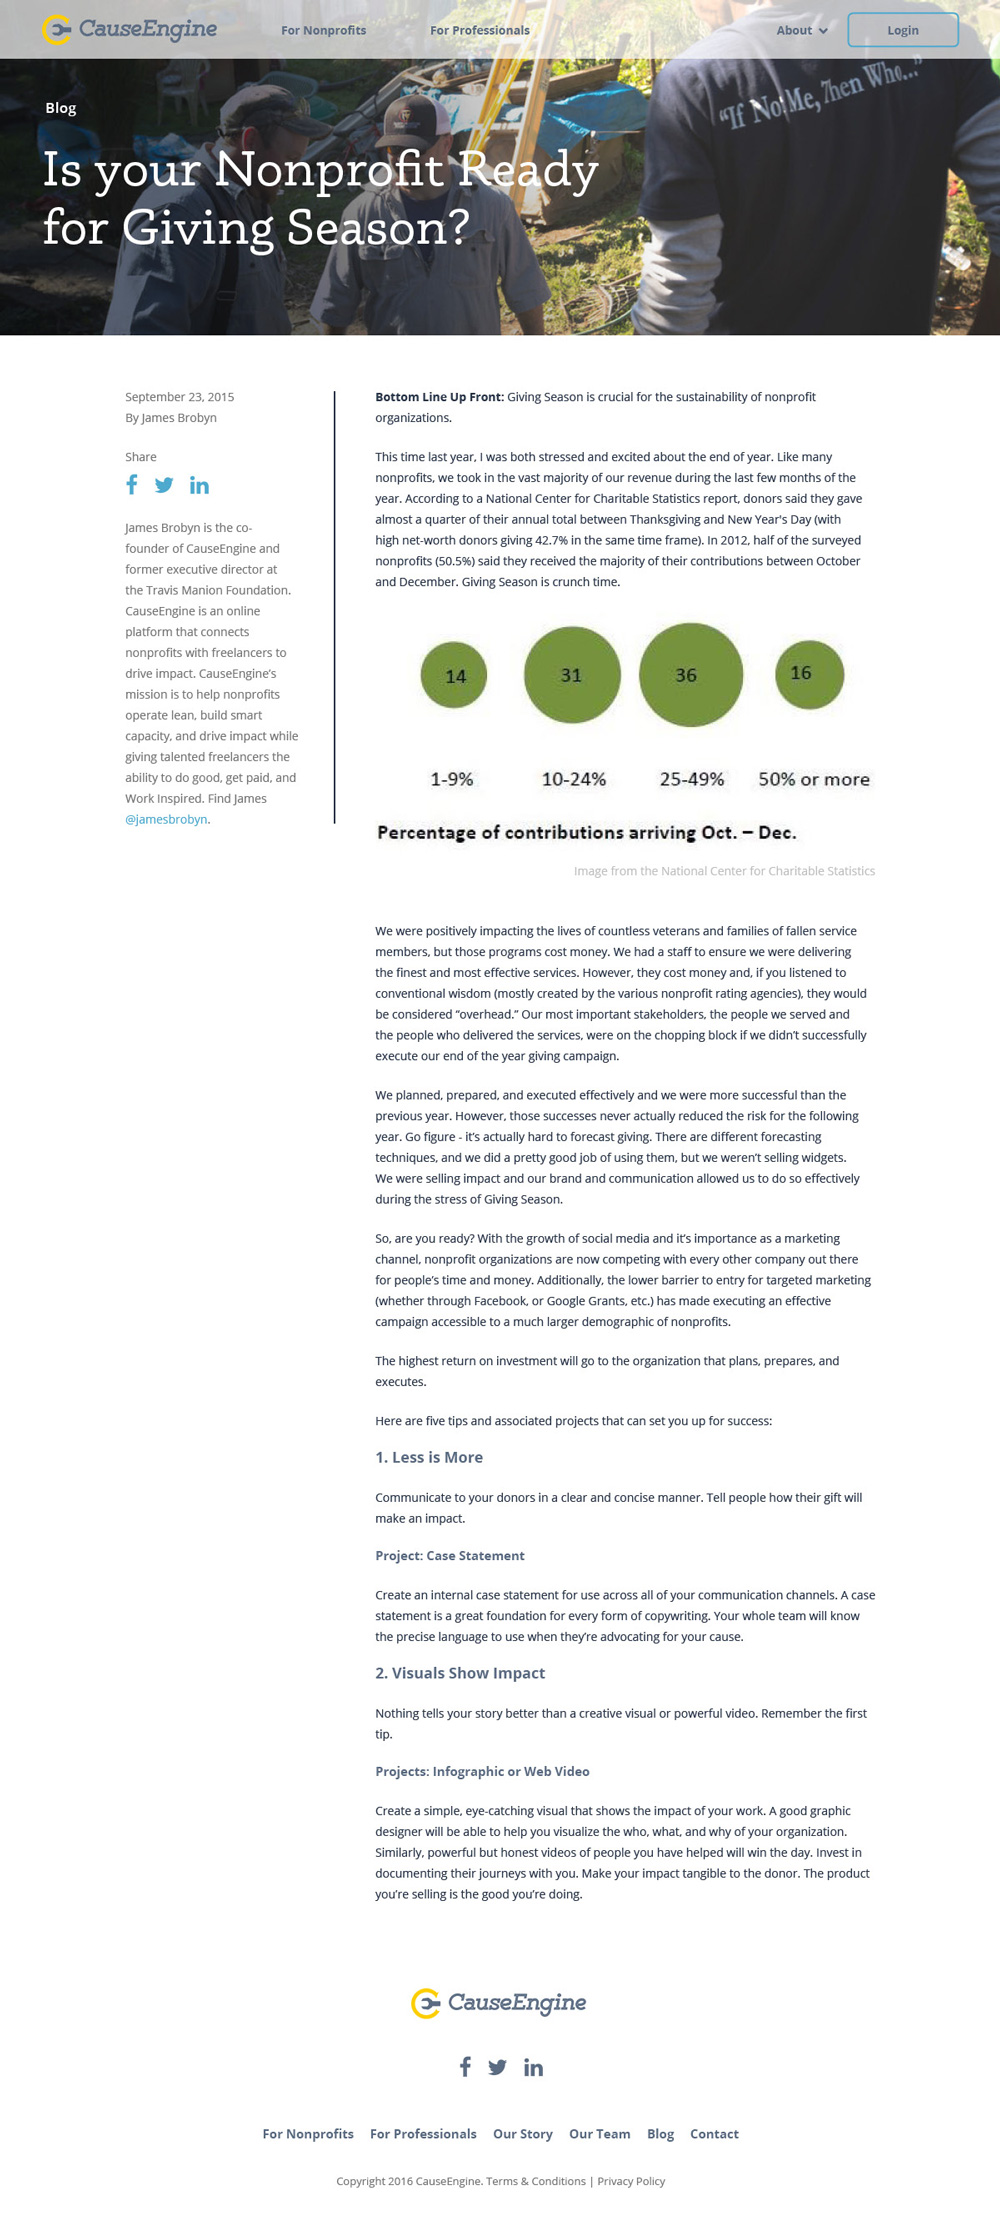 CauseEngine
For Nonprofits
For Professionals
About
Login
"If Not Me, Then Who..."
Blog
Is your Nonprofit Ready
for Giving Season?
September 23, 2015
By James Brobyn
Share
James Brobyn is the co-
founder of CauseEngine and
former executive director at
the Travis Manion Foundation.
CauseEngine is an online
platform that connects
nonprofits with freelancers to
drive impact. CauseEngine's
mission is to help nonprofits
operate lean, build smart
capacity, and drive impact while
giving talented freelancers the
ability to do good, get paid, and
Work Inspired. Find James
@jamesbrobyn.
Bottom Line Up Front: Giving Season is crucial for the sustainability of nonprofit
organizations.
This time last year, I was both stressed and excited about the end of year. Like many
nonprofits, we took in the vast majority of our revenue during the last few months of the
year. According to a National Center for Charitable Statistics report, donors said they gave
almost a quarter of their annual total between Thanksgiving and New Year's Day (with
high net-worth donors giving 42.7% in the same time frame). In 2012, half of the surveyed
nonprofits (50.5%) said they received the majority of their contributions between October
and December. Giving Season is crunch time.
14 31 36 16
1-9% 10-24% 25-49% 50% or more
Percentage of contributions arriving Oct. – Dec.
Image from the National Center for Charitable Statistics
We were positively impacting the lives of countless veterans and families of fallen service
members, but those programs cost money. We had a staff to ensure we were delivering
the finest and most effective services. However, they cost money and, if you listened to
conventional wisdom (mostly created by the various nonprofit rating agencies), they would
be considered “overhead.” Our most important stakeholders, the people we served and
the people who delivered the services, were on the chopping block if we didn’t successfully
execute our end of the year giving campaign.
We planned, prepared, and executed effectively and we were more successful than the
previous year. However, those successes never actually reduced the risk for the following
year. Go figure - it’s actually hard to forecast giving. There are different forecasting
techniques, and we did a pretty good job of using them, but we weren’t selling widgets.
We were selling impact and our brand and communication allowed us to do so effectively
during the stress of Giving Season.
So, are you ready? With the growth of social media and it’s importance as a marketing
channel, nonprofit organizations are now competing with every other company out there
for people’s time and money. Additionally, the lower barrier to entry for targeted marketing
(whether through Facebook, or Google Grants, etc.) has made executing an effective
campaign accessible to a much larger demographic of nonprofits.
The highest return on investment will go to the organization that plans, prepares, and
executes.
Here are five tips and associated projects that can set you up for success:
1. Less is More
Communicate to your donors in a clear and concise manner. Tell people how their gift will
make an impact.
Project: Case Statement
Create an internal case statement for use across all of your communication channels. A case
statement is a great foundation for every form of copywriting. Your whole team will know
the precise language to use when they’re advocating for your cause.
2. Visuals Show Impact
Nothing tells your story better than a creative visual or powerful video. Remember the first
tip.
Projects: Infographic or Web Video
Create a simple, eye-catching visual that shows the impact of your work. A good graphic
designer will be able to help you visualize the who, what, and why of your organization.
Similarly, powerful but honest videos of people you have helped will win the day. Invest in
documenting their journeys with you. Make your impact tangible to the donor. The product
you’re selling is the good you’re doing.
CauseEngine
For Nonprofits For Professionals Our Story Our Team Blog Contact
Copyright 2016 CauseEngine. Terms & Conditions | Privacy Policy